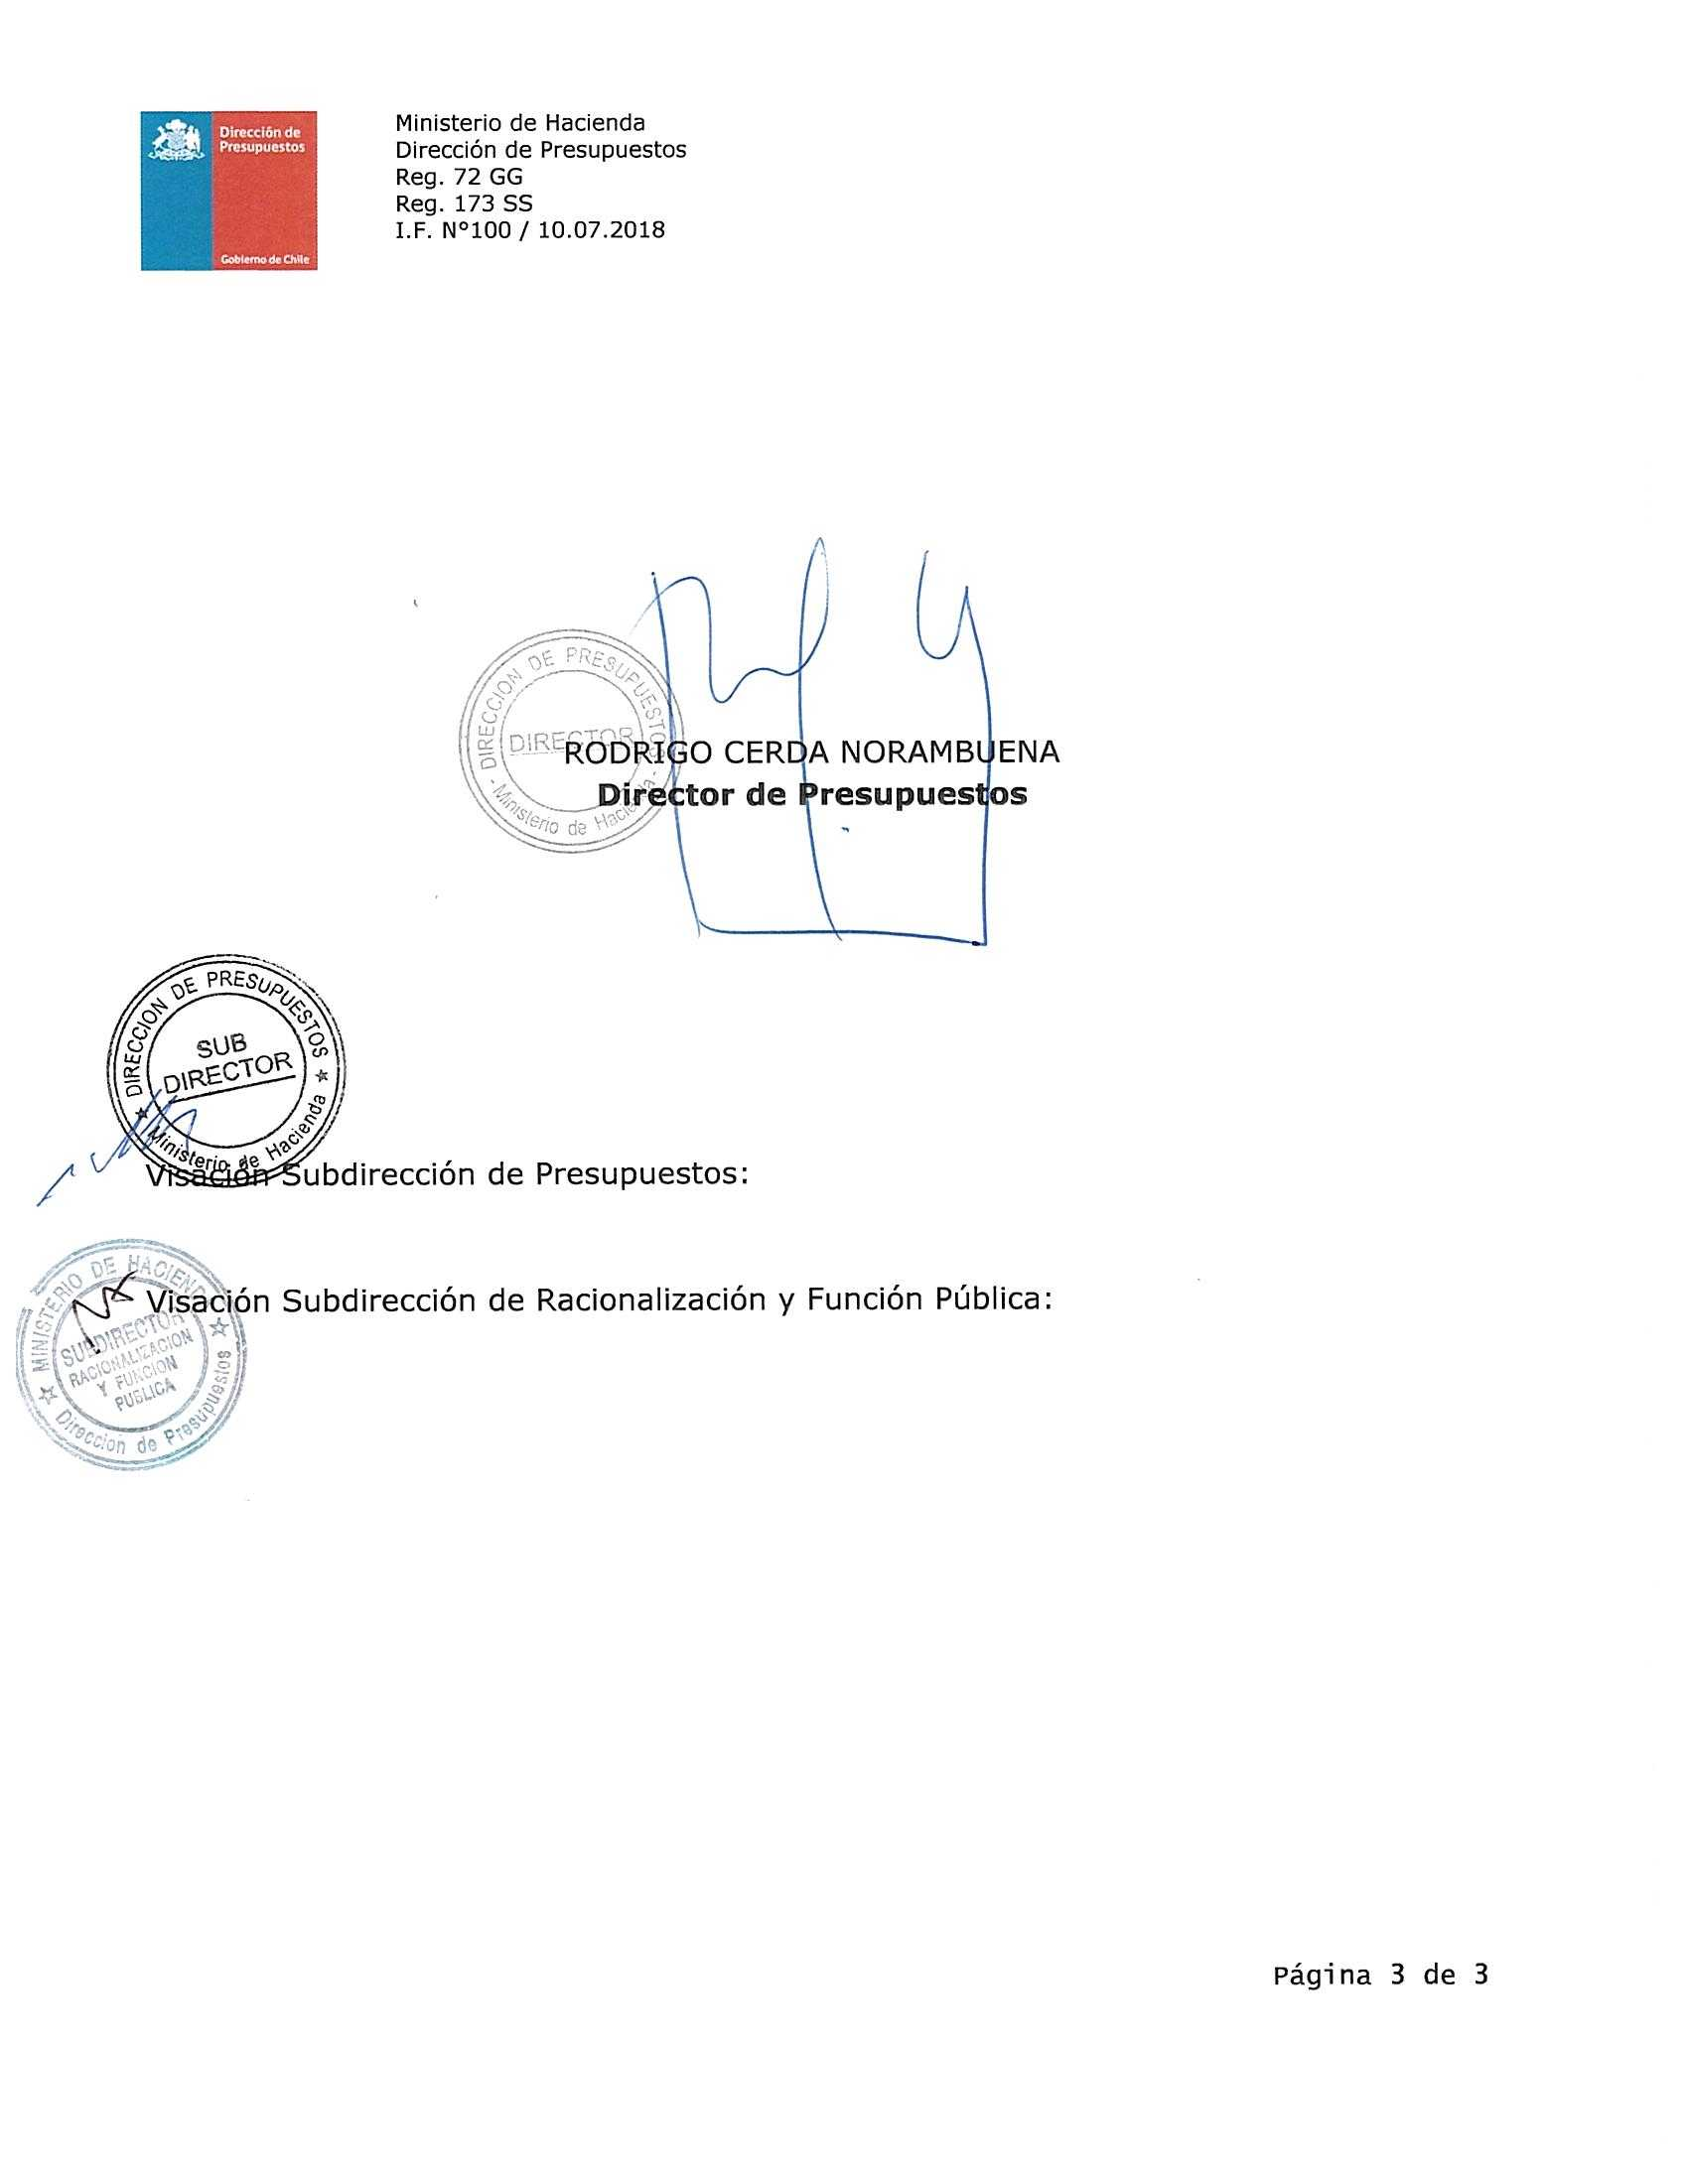 Dirección de
Presupuestos
Gobierno de Chile
Ministerio de Hacienda
Dirección de Presupuestos
Reg. 72 GG
Reg. 173 SS
I.F. N°100 / 10.07.2018
DIRECCION DE PRESUPUESTOS
DIRECTOR
- Ministerio de Hacienda -
RODRIGO CERDA NORAMBUENA
Director de Presupuestos
DIRECCION DE PRESUPUESTOS
SUB
DIRECTOR
Ministerio de Hacienda
Visación Subdirección de Presupuestos:
MINISTERIO DE HACIENDA
Visación Subdirección de Racionalización y Función Pública:
SUBDIRECTOR
RACIONALIZACION
Y FUNCION
PUBLICA
Direccion de Presupuestos
Página 3 de 3